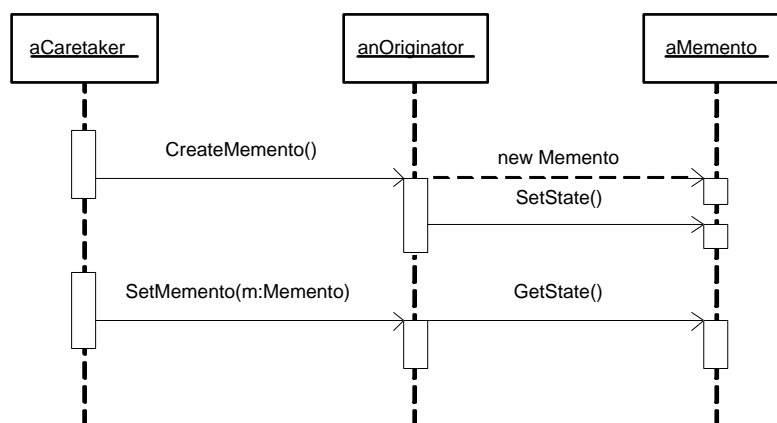 aCaretaker
anOriginator
aMemento
CreateMemento()
new Memento
SetState()
SetMemento(m:Memento)
GetState()